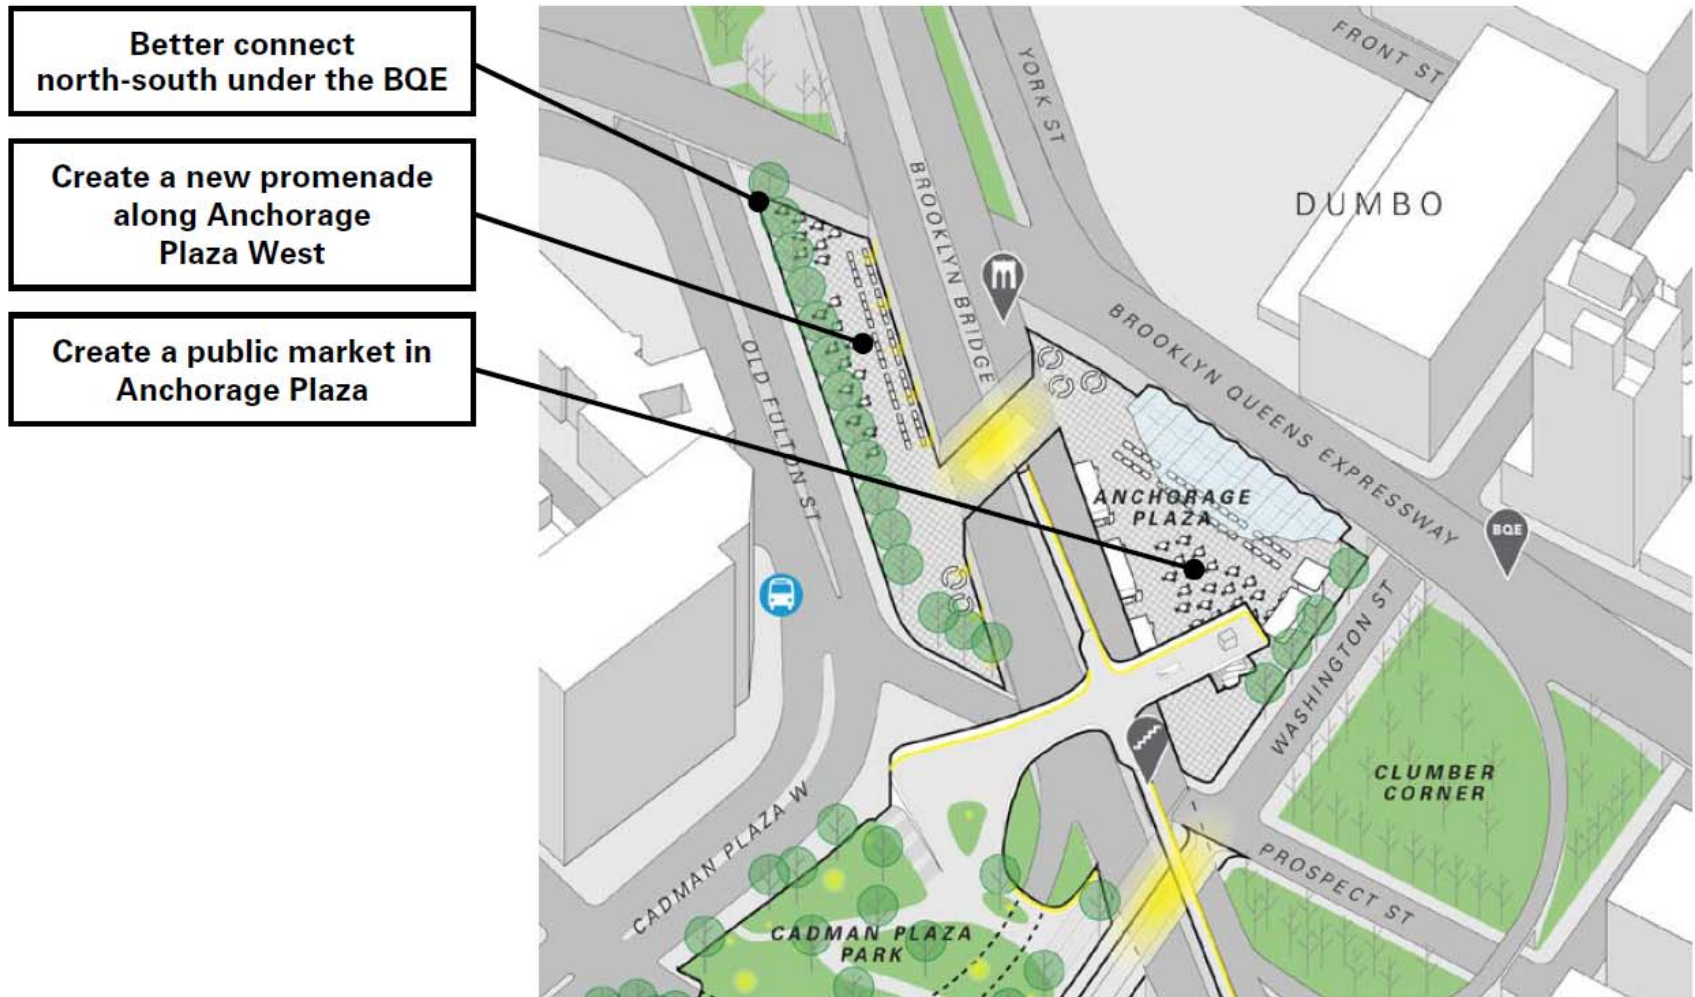 Better connect
north-south under the BQE
Create a new promenade
along Anchorage
Plaza West
Create a public market in
Anchorage Plaza
FRONT ST
YORK ST
DUMBO
BROOKLYN BRIDGE
BROOKLYN QUEENS EXPRESSWAY
OLD FULTON ST
ANCHORAGE
PLAZA
BQE
WASHINGTON ST
CLUMBER
CORNER
CADMAN PLAZA W
PROSPECT ST
CADMAN PLAZA
PARK